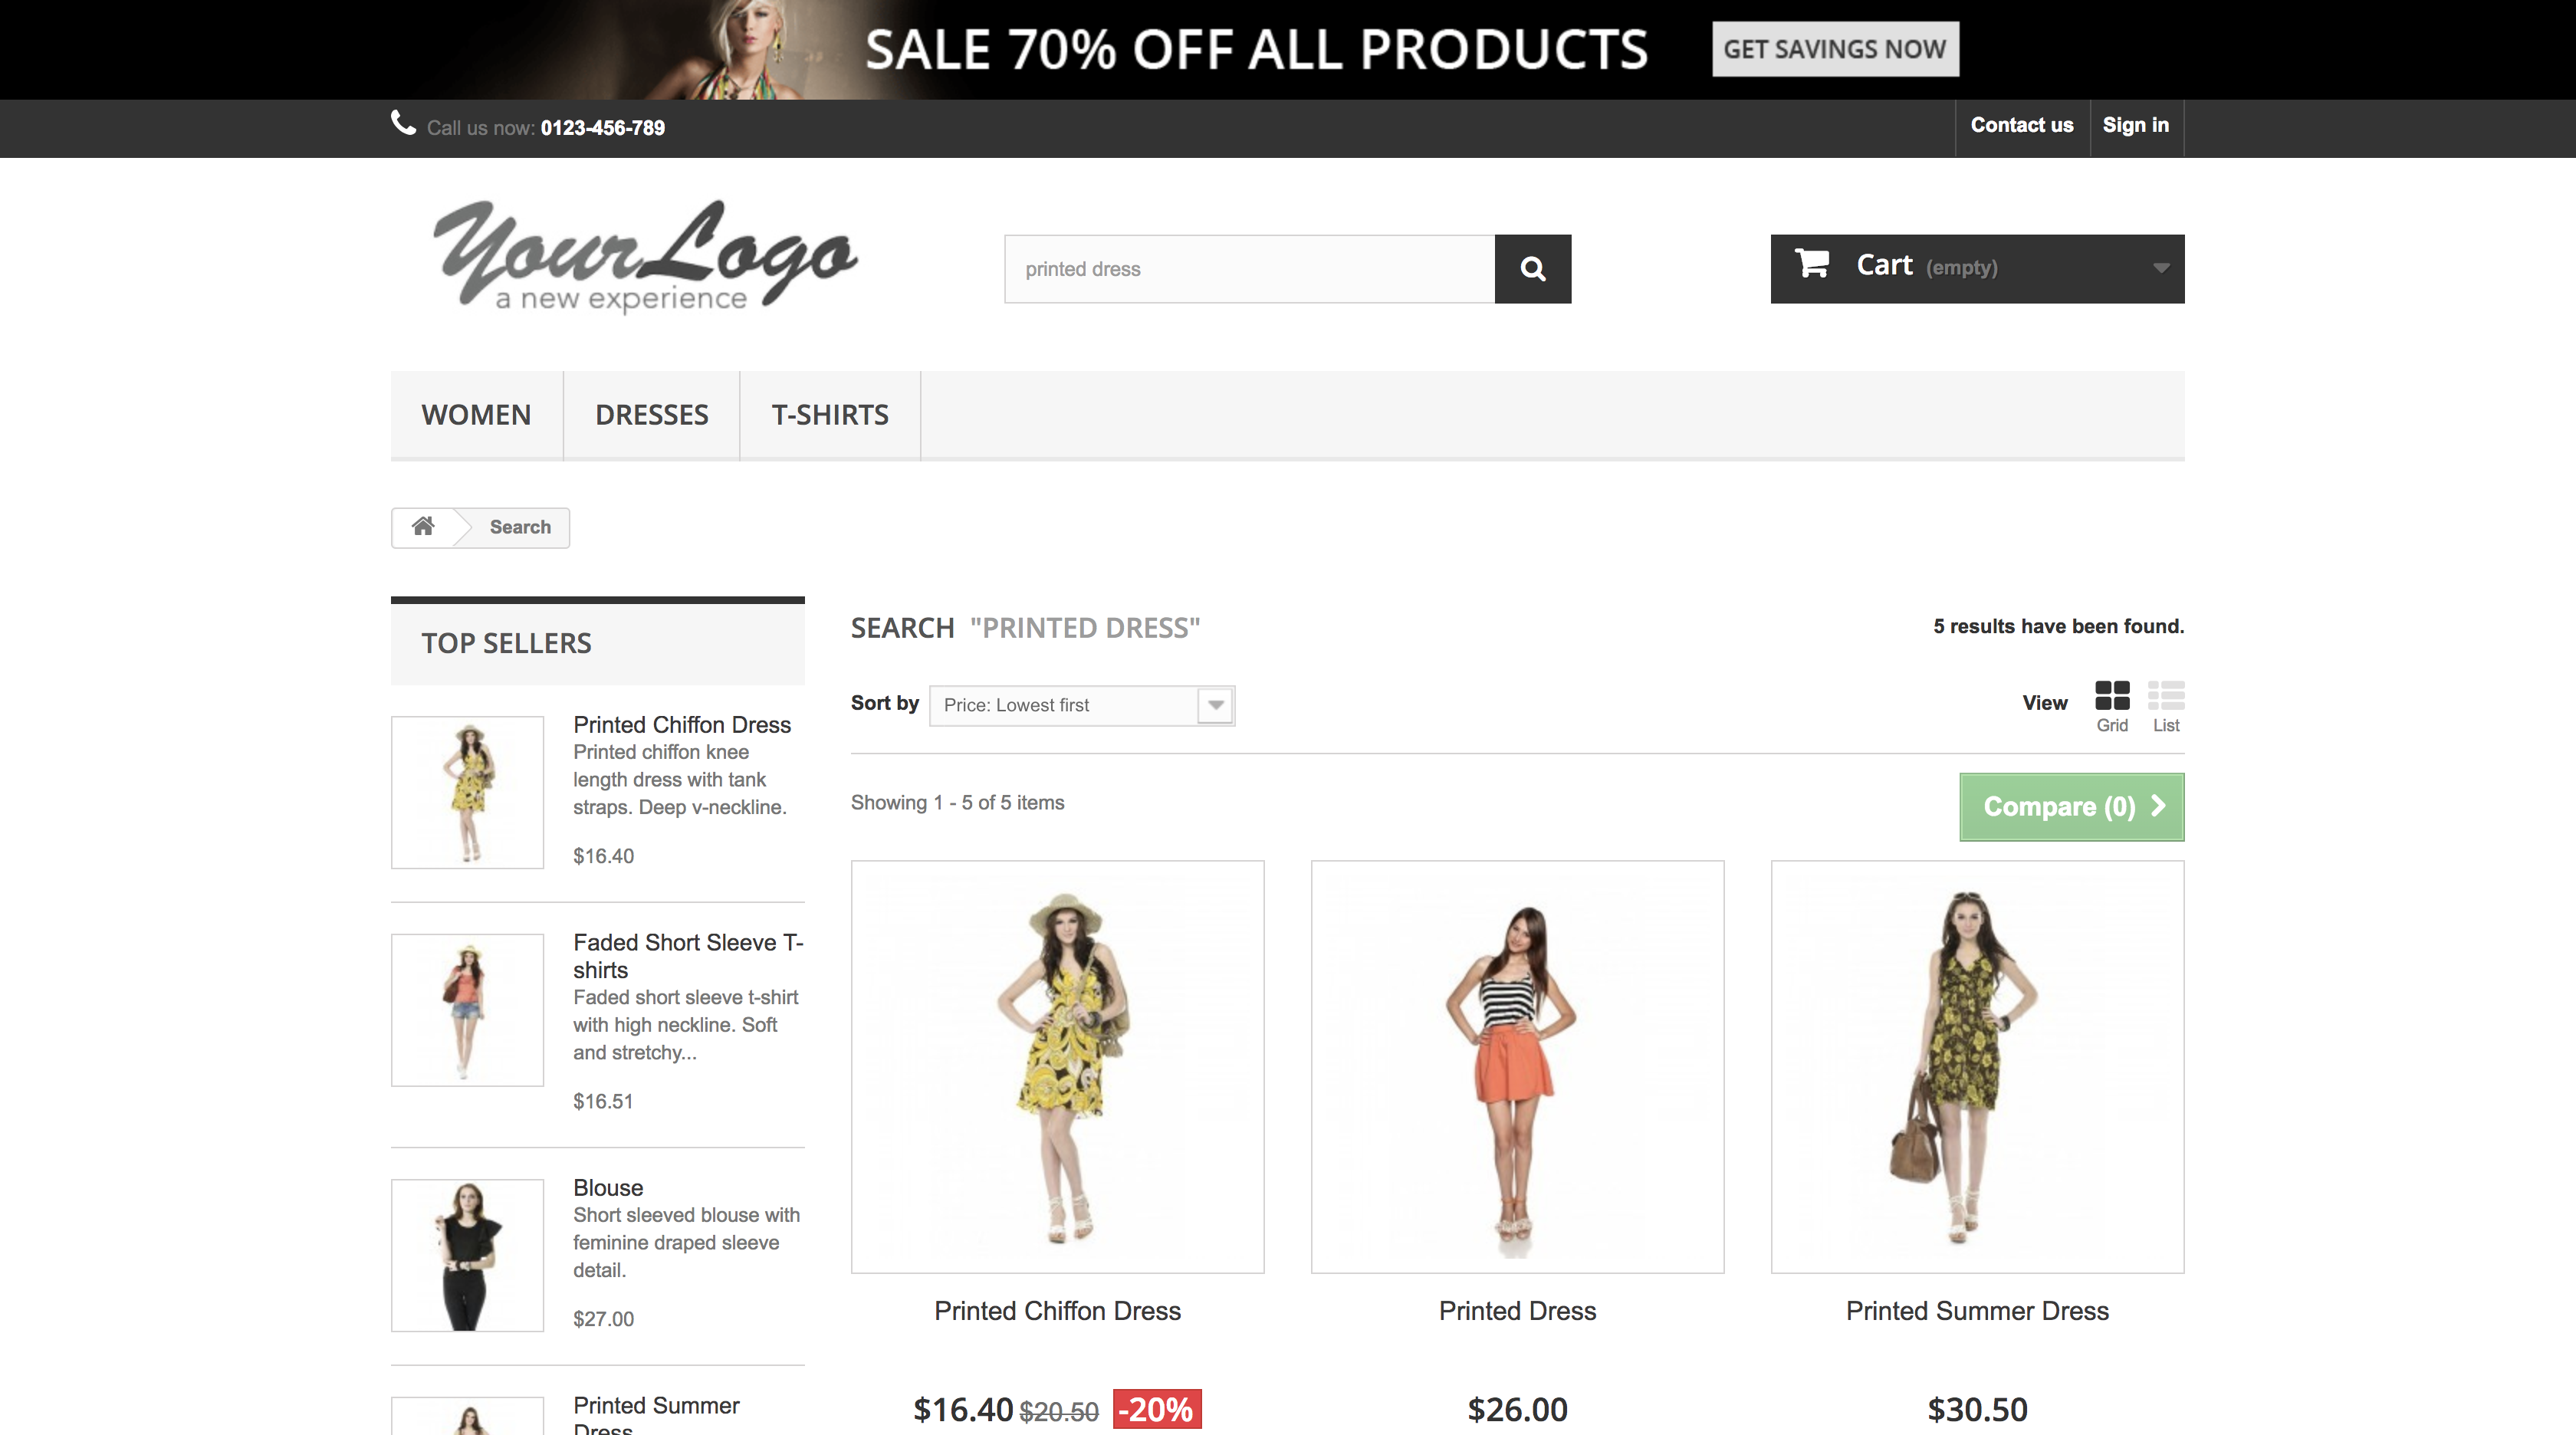 SALE 70% OFF ALL PRODUCTS
GET SAVINGS NOW
Call us now: 0123-456-789
Contact us
Sign in
YourLogo
a new experience
printed dress
Cart (empty)
WOMEN
DRESSES
T-SHIRTS
Search
TOP SELLERS
Printed Chiffon Dress
Printed chiffon knee
length dress with tank
straps. Deep v-neckline.
$16.40
Faded Short Sleeve T-
shirts
Faded short sleeve t-shirt
with high neckline. Soft
and stretchy...
$16.51
Blouse
Short sleeved blouse with
feminine draped sleeve
detail.
$27.00
Printed Summer
Dress
SEARCH "PRINTED DRESS"
5 results have been found.
Sort by
Price: Lowest first
View
Grid
List
Showing 1 - 5 of 5 items
Compare (0)
Printed Chiffon Dress
$16.40 $20.50 -20%
Printed Dress
$26.00
Printed Summer Dress
$30.50